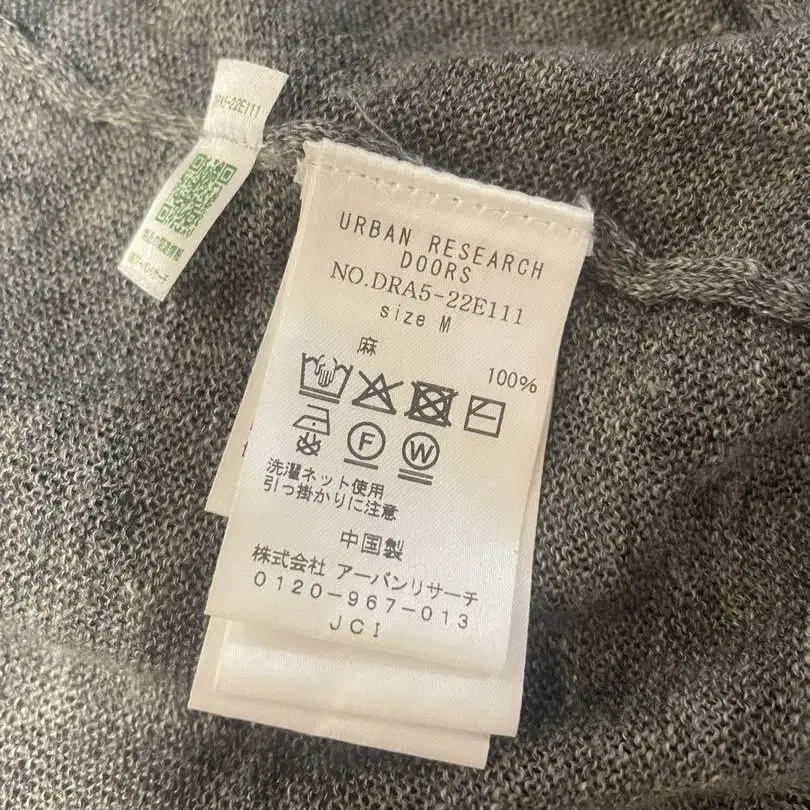 DRA5-22E111
URBAN RESEARCH
DOORS
NO.DRA5-22E111
size M
麻
100%
F W
洗濯ネット使用
引っ掛かりに注意
中国製
株式会社 アーバンリサーチ
0120-967-013
JCI